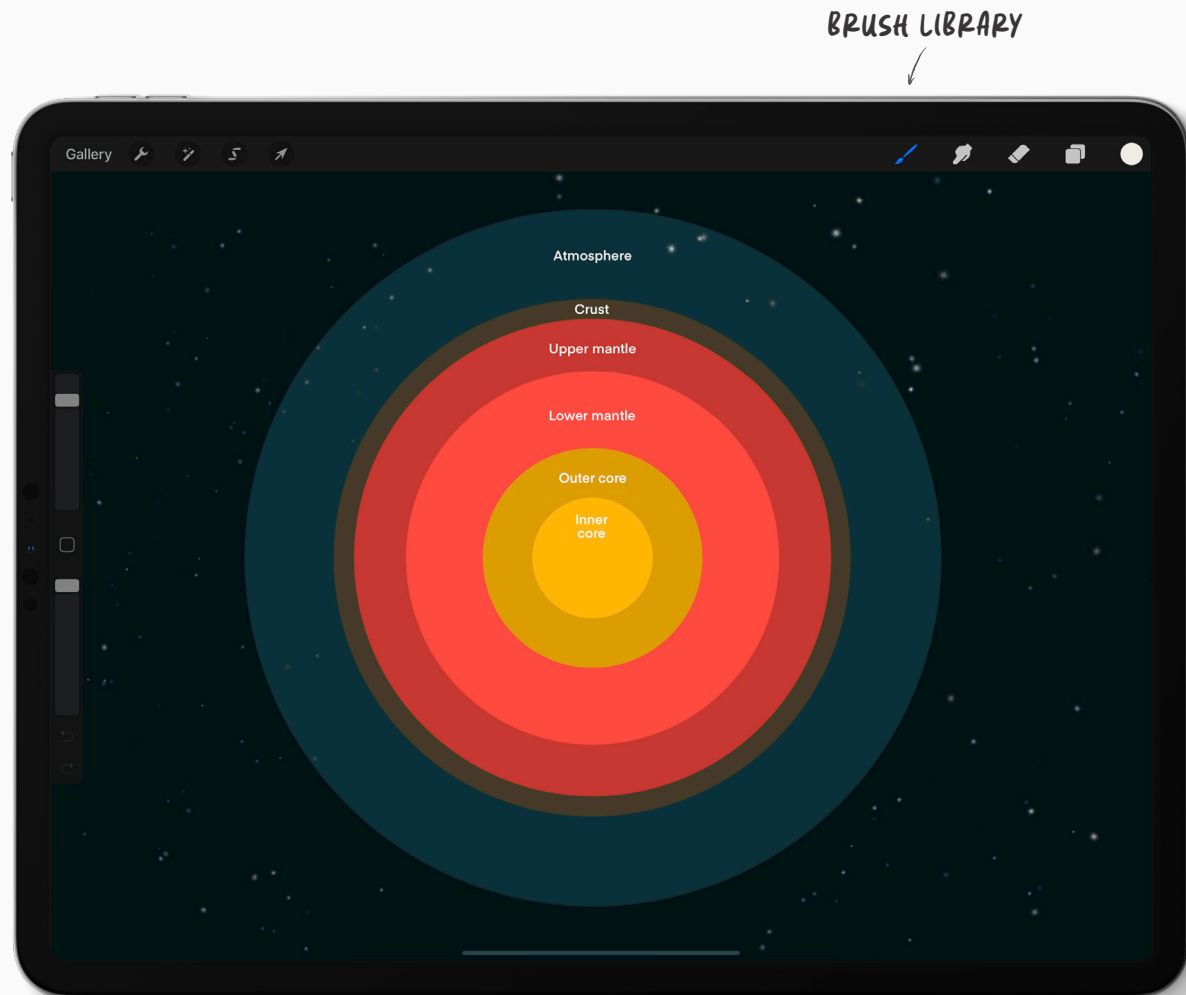 BRUSH LIBRARY
Gallery
Atmosphere
Crust
Upper mantle
Lower mantle
Outer core
Inner
core